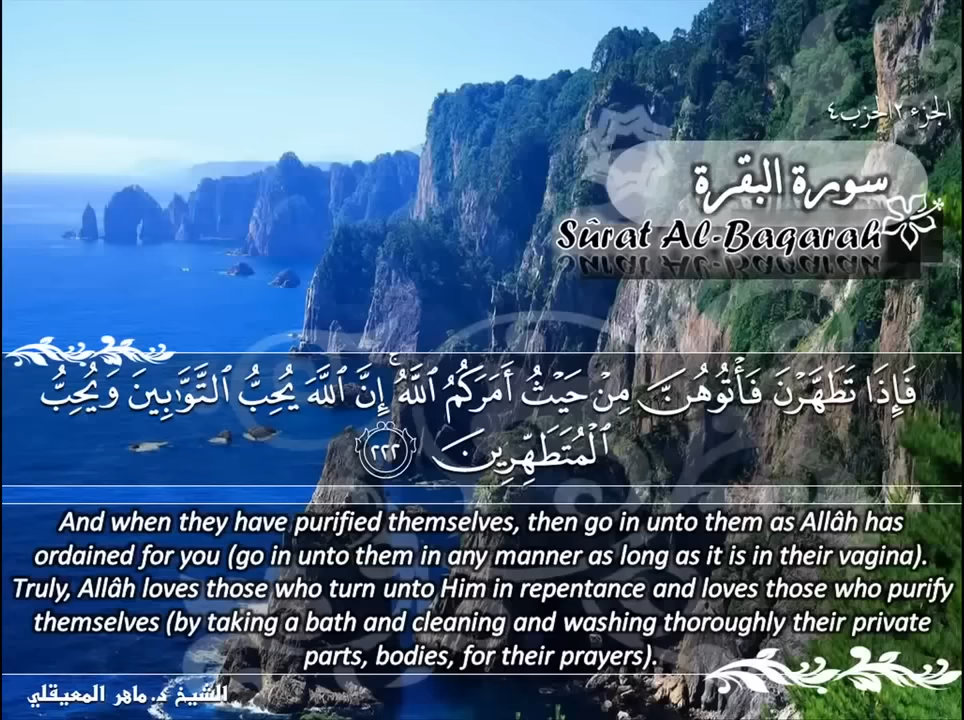 الجزء ٢ الحزب ٤
سورة البقرة
Sûrat Al-Baqarah
فَإِذَا تَطَهَّرْنَ فَأْتُوهُنَّ مِنْ حَيْثُ أَمَرَكُمُ ٱللَّهُ ۚ إِنَّ ٱللَّهَ يُحِبُّ ٱلتَّوَّٰبِينَ وَيُحِبُّ
ٱلْمُتَطَهِّرِينَ ٢٢٢
And when they have purified themselves, then go in unto them as Allâh has
ordained for you (go in unto them in any manner as long as it is in their vagina).
Truly, Allâh loves those who turn unto Him in repentance and loves those who purify
themselves (by taking a bath and cleaning and washing thoroughly their private
parts, bodies, for their prayers).
الشيخ د. ماهر المعيقلي